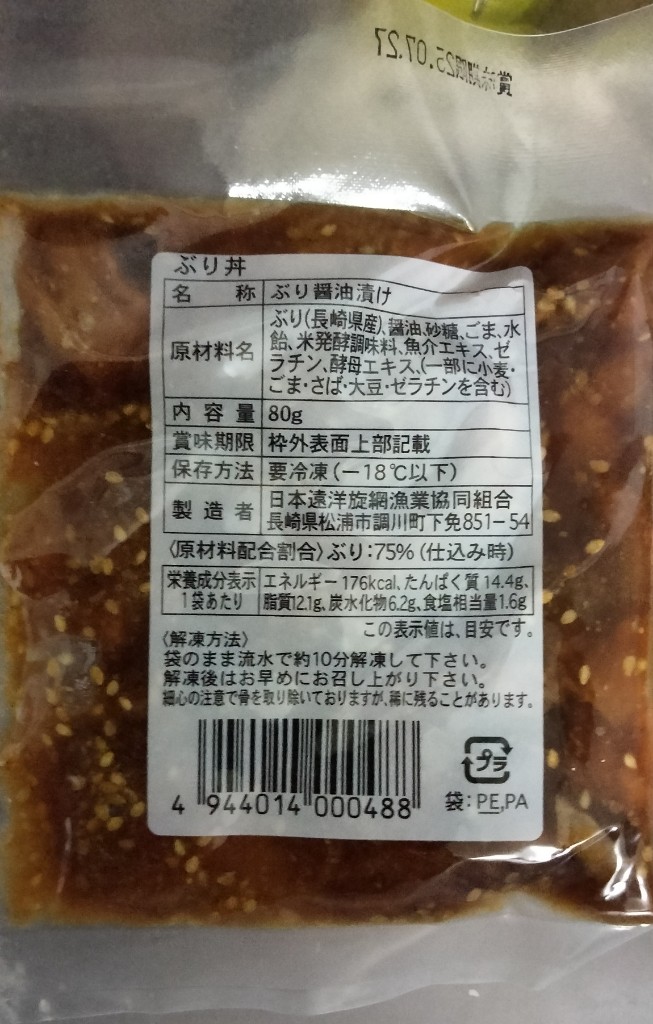 賞味期限25.07.27
ぶり丼
名称 ぶり醤油漬け
原材料名 ぶり(長崎県産)、醤油、砂糖、ごま、水
飴、米発酵調味料、魚介エキス、ゼ
ラチン、酵母エキス、(一部に小麦・
ごま・さば・大豆・ゼラチンを含む)
内容量 80g
賞味期限 枠外表面上部記載
保存方法 要冷凍(-18℃以下)
製造者 日本遠洋旋網漁業協同組合
長崎県松浦市調川町下免851-54
〈原材料配合割合〉ぶり:75%(仕込み時)
栄養成分表示 エネルギー176kcal、たんぱく質14.4g、
1袋あたり 脂質12.1g、炭水化物6.2g、食塩相当量1.6g
この表示値は、目安です。
〈解凍方法〉
袋のまま流水で約10分解凍して下さい。
解凍後はお早めにお召し上がり下さい。
細心の注意で骨を取り除いておりますが、稀に残ることがあります。
プラ
袋:PE,PA
4 944014 000488